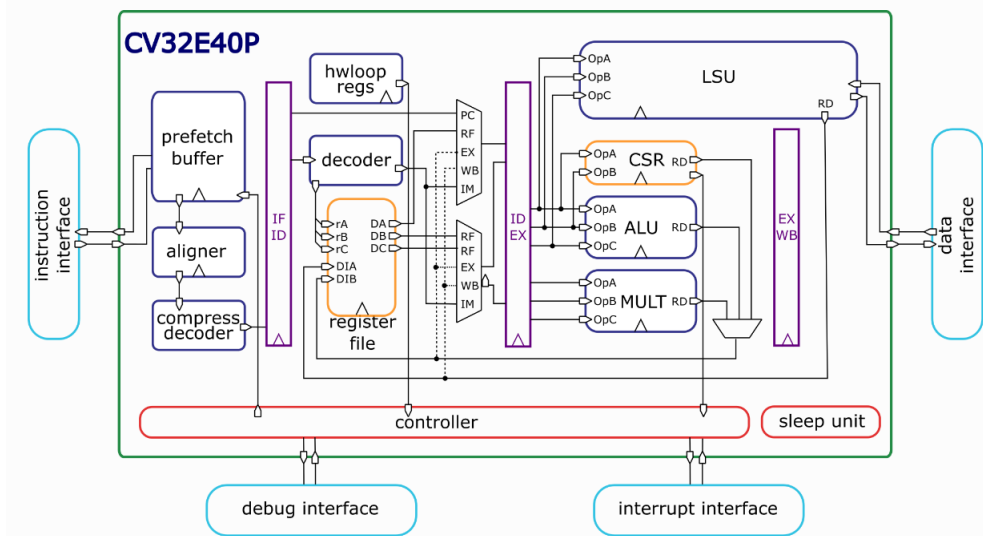 CV32E40P
instruction
interface
prefetch
buffer
aligner
compress
decoder
IF
ID
hwloop
regs
decoder
rA
rB
rC
DIA
DIB
DA
DB
DC
register
file
PC
RF
EX
WB
IM
RF
RF
EX
WB
IM
ID
EX
OpA
OpB
OpC
LSU
RD
OpA
OpB
CSR
RD
OpA
OpB
OpC
ALU
RD
OpA
OpB
OpC
MULT
RD
EX
WB
data
interface
controller
sleep unit
debug interface
interrupt interface